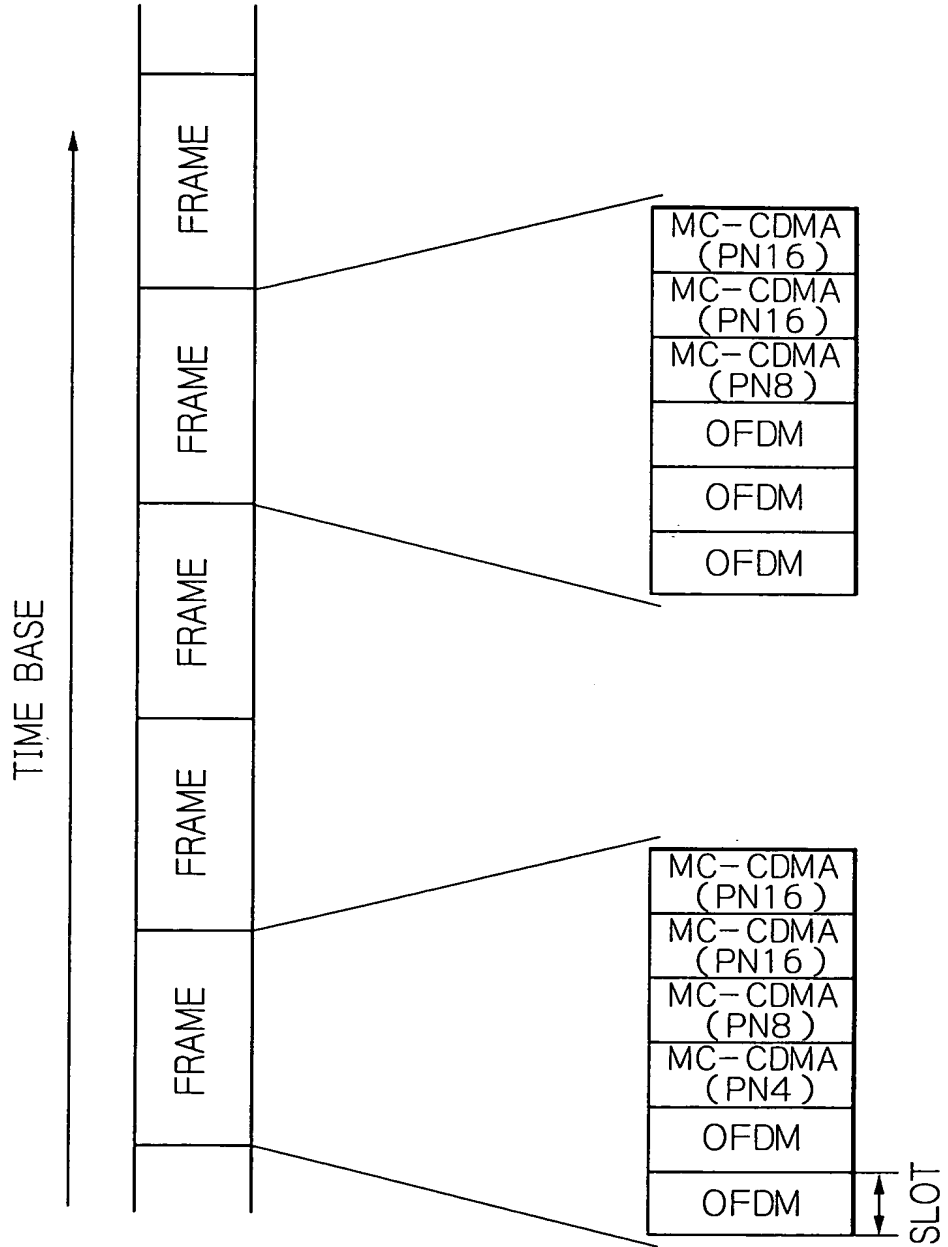 TIME BASE
FRAME
FRAME
FRAME
FRAME
FRAME
MC-CDMA
(PN16)
MC-CDMA
(PN16)
MC-CDMA
(PN8)
OFDM
OFDM
OFDM
MC-CDMA
(PN16)
MC-CDMA
(PN16)
MC-CDMA
(PN8)
MC-CDMA
(PN4)
OFDM
OFDM
SLOT